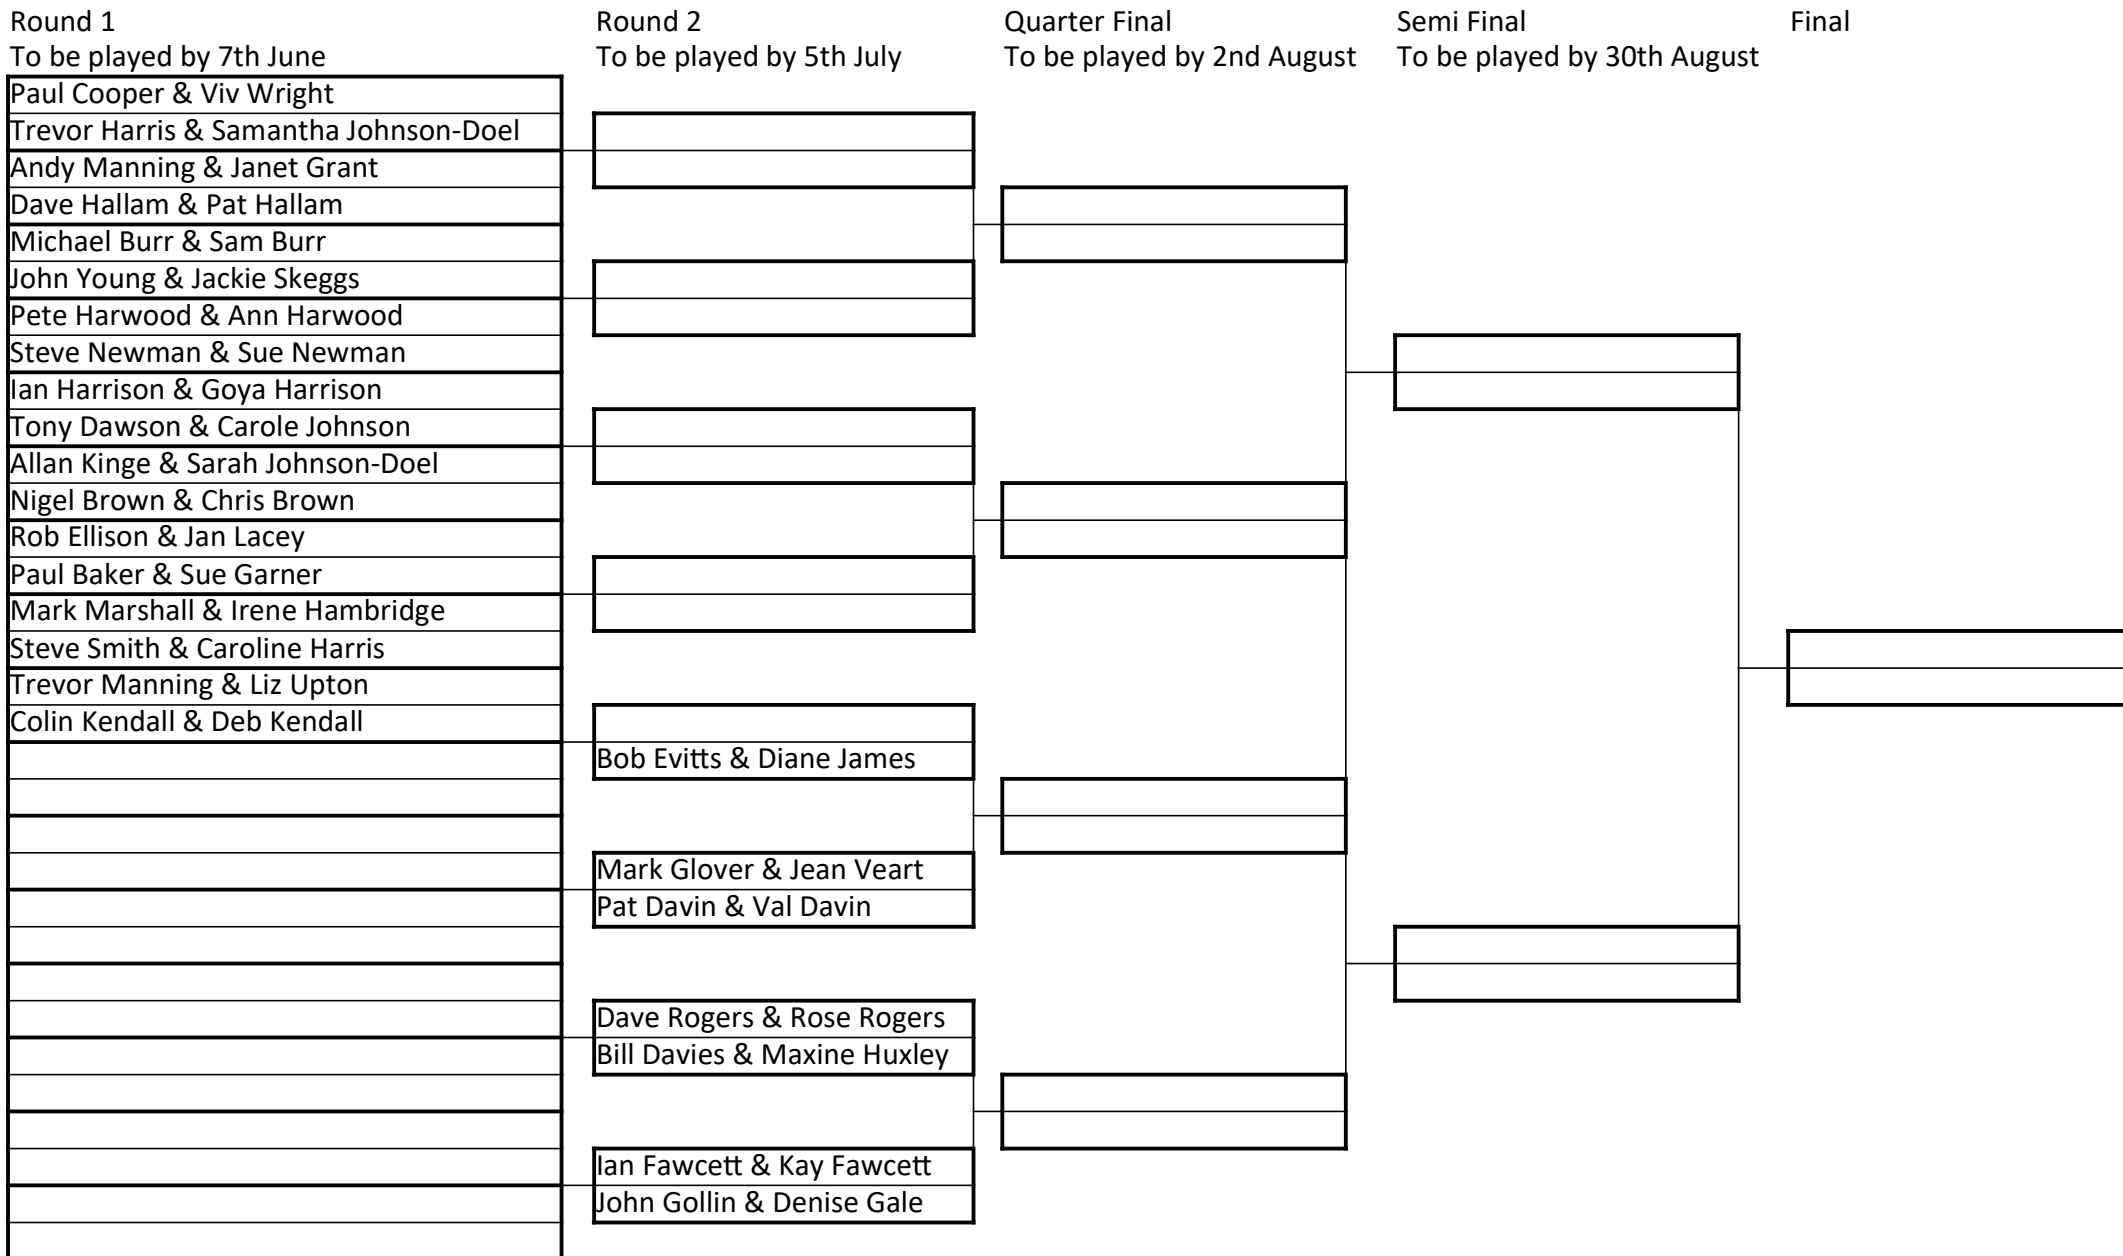 Round 1
To be played by 7th June
Round 2
To be played by 5th July
Quarter Final
To be played by 2nd August
Semi Final
To be played by 30th August
Final
Paul Cooper & Viv Wright
Trevor Harris & Samantha Johnson-Doel
Andy Manning & Janet Grant
Dave Hallam & Pat Hallam
Michael Burr & Sam Burr
John Young & Jackie Skeggs
Pete Harwood & Ann Harwood
Steve Newman & Sue Newman
Ian Harrison & Goya Harrison
Tony Dawson & Carole Johnson
Allan Kinge & Sarah Johnson-Doel
Nigel Brown & Chris Brown
Rob Ellison & Jan Lacey
Paul Baker & Sue Garner
Mark Marshall & Irene Hambridge
Steve Smith & Caroline Harris
Trevor Manning & Liz Upton
Colin Kendall & Deb Kendall
Bob Evitts & Diane James
Mark Glover & Jean Veart
Pat Davin & Val Davin
Dave Rogers & Rose Rogers
Bill Davies & Maxine Huxley
Ian Fawcett & Kay Fawcett
John Gollin & Denise Gale